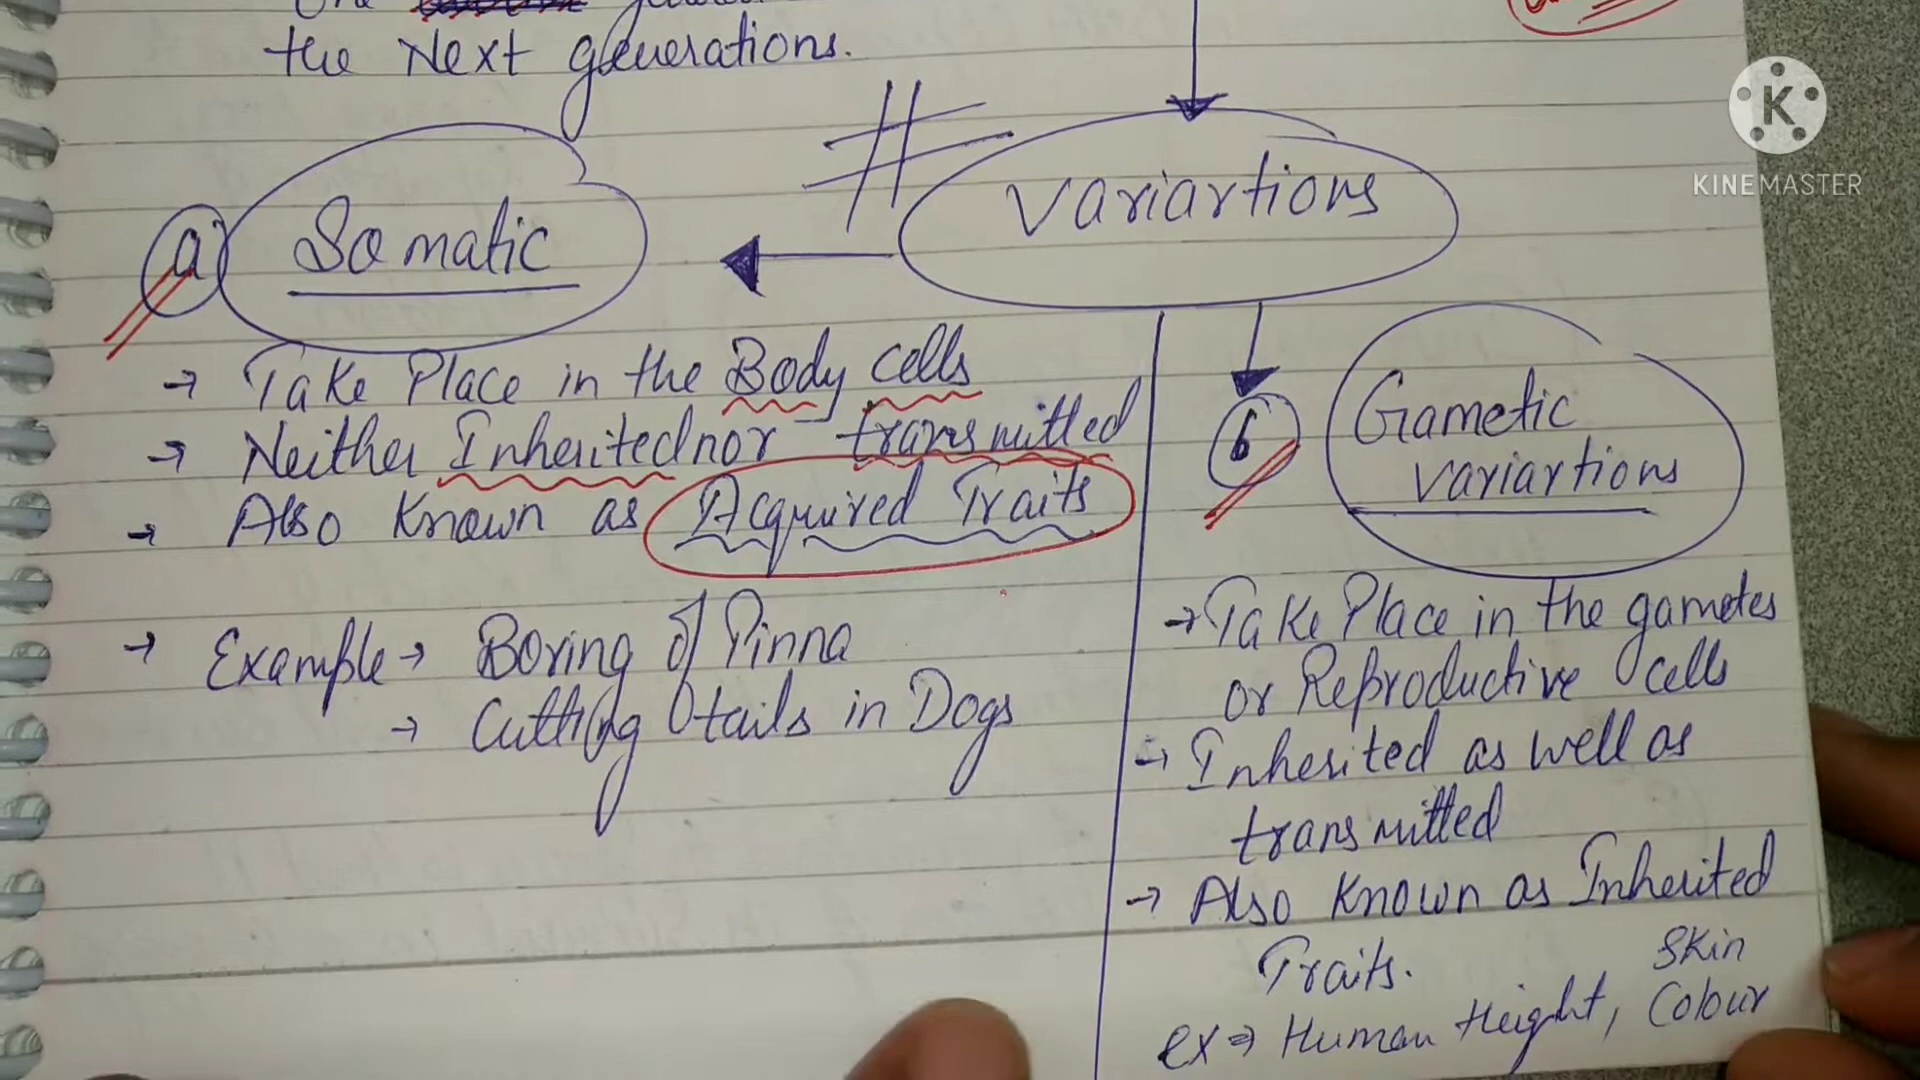 the Next generations.
# Variartions
K
KINEMASTER
a Somatic
→ Take Place in the Body cells
→ Neither Inherited nor transmitted
→ Also Known as Acquired Traits
→ Example → Boring of Pinna
→ Cutting tails in Dogs
b Gametic
variartions
→ Take Place in the gametes
or Reproductive cells
→ Inherited as well as
transmitted
→ Also Known as Inherited
Traits.
ex ⇒ Human Height, Skin
Colour